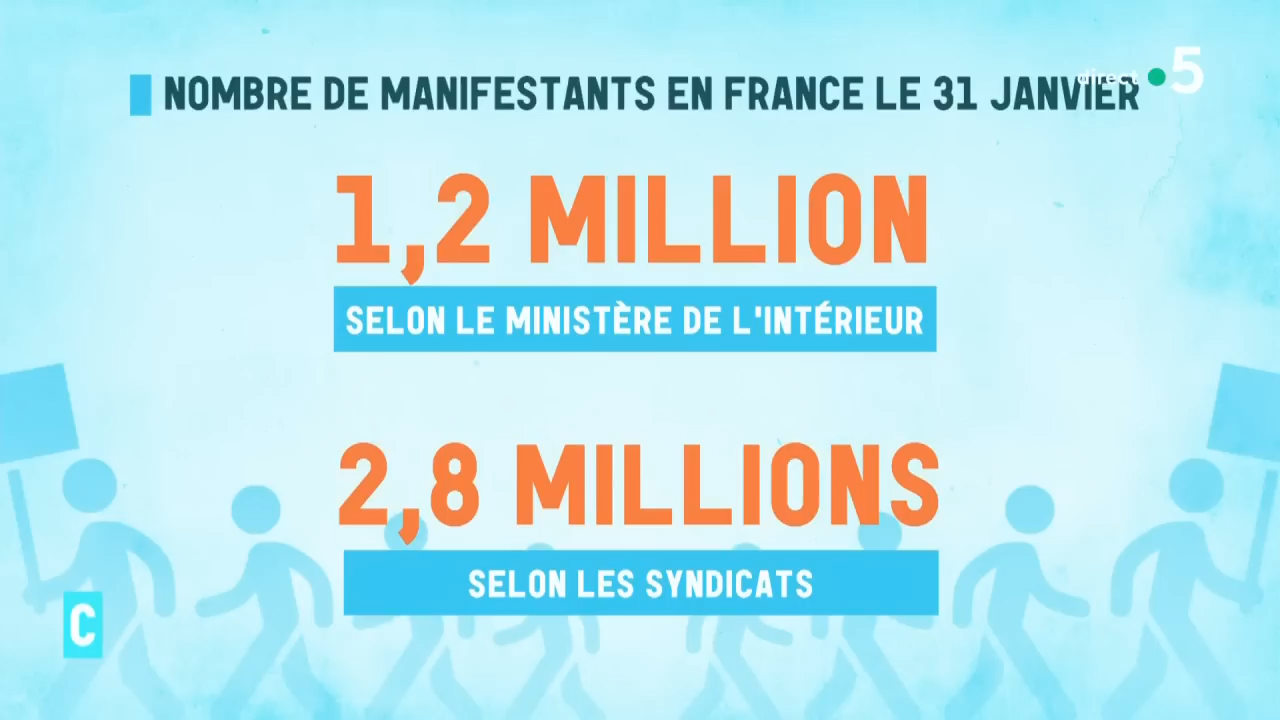 direct 5
NOMBRE DE MANIFESTANTS EN FRANCE LE 31 JANVIER
1,2 MILLION
SELON LE MINISTÈRE DE L'INTÉRIEUR
2,8 MILLIONS
SELON LES SYNDICATS
C